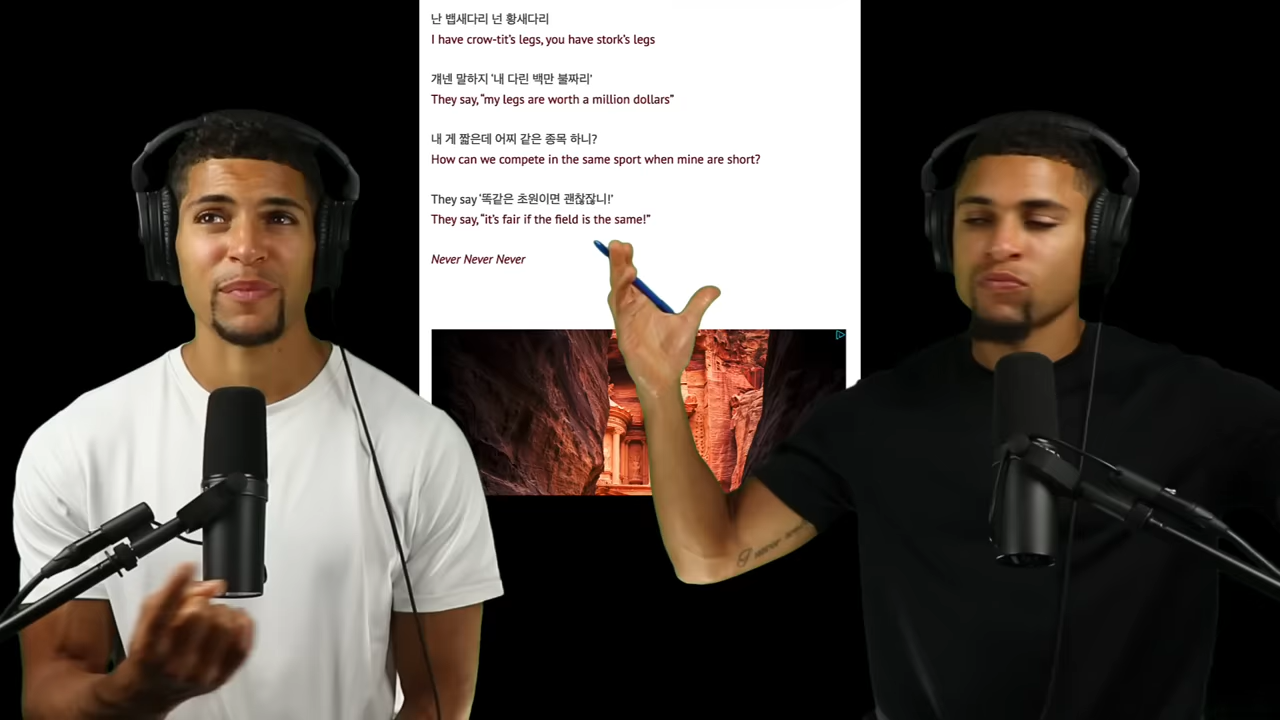 난 뱁새다리 넌 황새다리
I have crow-tit’s legs, you have stork’s legs
걔넨 말하지 ‘내 다린 백만 불짜리’
They say, “my legs are worth a million dollars”
내 게 짧은데 어찌 같은 종목 하니?
How can we compete in the same sport when mine are short?
They say ‘똑같은 초원이면 괜찮잖니!’
They say, “it’s fair if the field is the same!”
Never Never Never